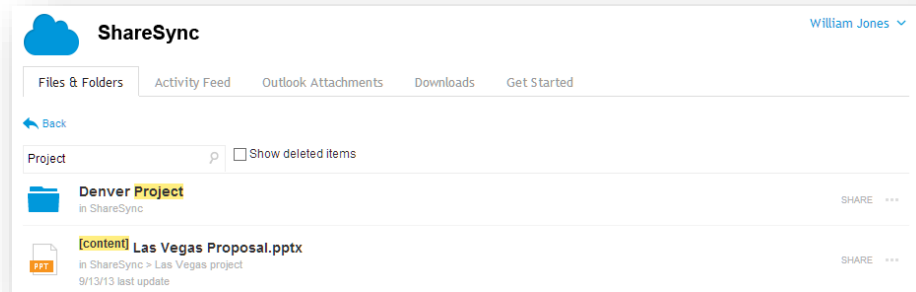 ShareSync
William Jones
Files & Folders Activity Feed Outlook Attachments Downloads Get Started
Back
Project Show deleted items
Denver Project
in ShareSync
SHARE
[content] Las Vegas Proposal.pptx
PPT
in ShareSync > Las Vegas project
SHARE
9/13/13 last update